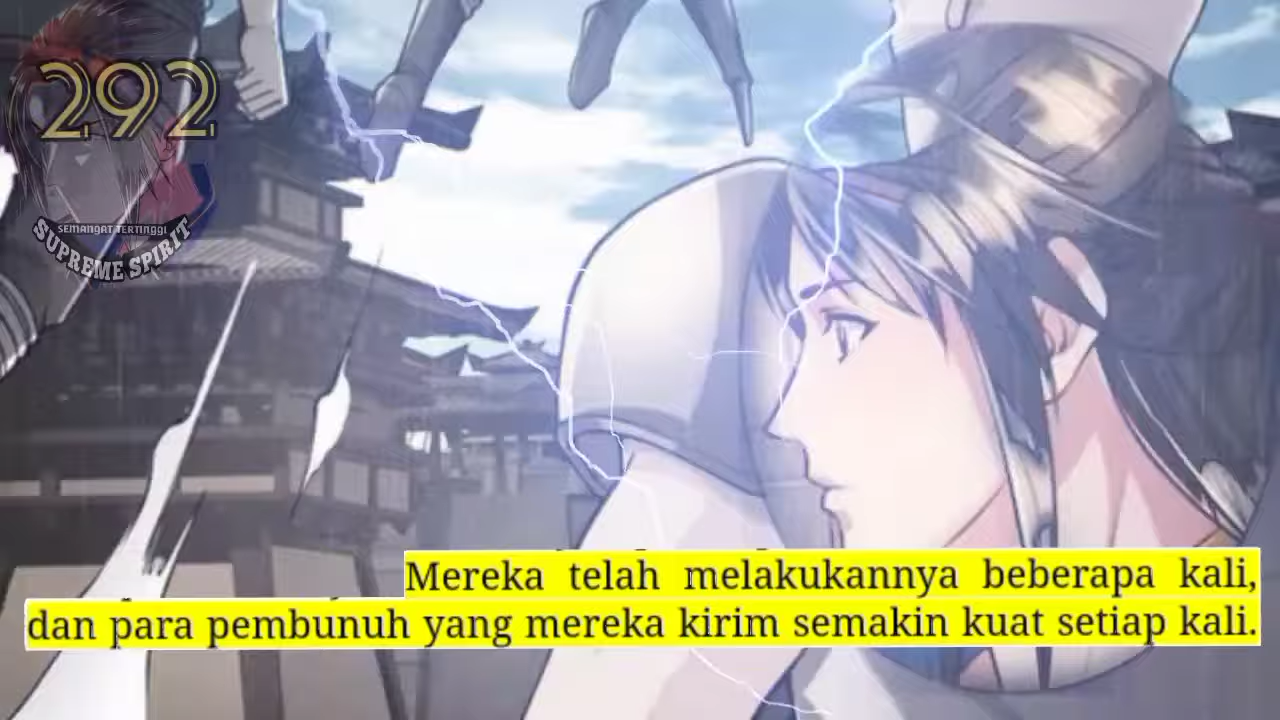 292
SEMANGAT TERTINGGI
SUPREME SPIRIT
Mereka telah melakukannya beberapa kali,
dan para pembunuh yang mereka kirim semakin kuat setiap kali.